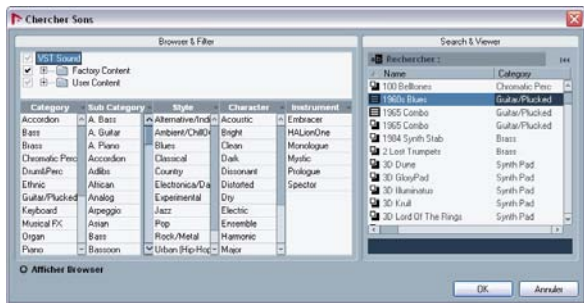 Chercher Sons
Browser & Filter
VST Sound
Factory Content
User Content
Category Sub Category Style Character Instrument
Accordion A. Bass Alternative/Indi Acoustic Embracer
Bass A. Guitar Ambient/ChillO Bright HALionOne
Brass A. Piano Blues Clean Monologue
Chromatic Perc Accordion Classical Dark Mystic
Drum&Perc Adlibs Country Dissonant Prologue
Ethnic African Electronica/Da Distorted Spector
Guitar/Plucked Analog Experimental Dry
Keyboard Arpeggio Jazz Electric
Musical FX Asian Pop Ensemble
Organ Bass Rock/Metal Harmonic
Piano Bassoon Urban (Hip-Hop Major
Search & Viewer
Rechercher :
Name Category
100 Belltones Chromatic Perc
1960s Blues Guitar/Plucked
1965 Combo Guitar/Plucked
1965 Combo Guitar/Plucked
1984 Synth Stab Brass
2 Lost Trumpets Brass
3D Dune Synth Pad
3D GloryPad Synth Pad
3D Illuminatus Synth Pad
3D Krull Synth Pad
3D Lord Of The Rings Synth Pad
Afficher Browser
OK Annuler